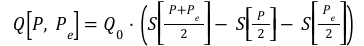 Q[P, P_e] = Q_0 · (S[(P+P_e)/2] − S[P/2] − S[P_e/2])